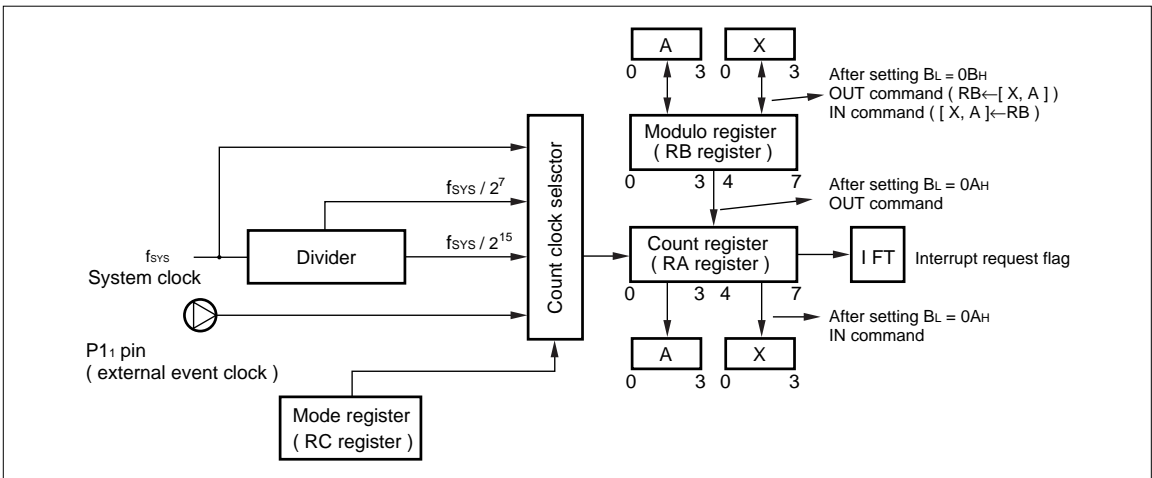 A X
0 3 0 3
After setting BL = 0BH
OUT command ( RB←[ X, A ] )
IN command ( [ X, A ]←RB )
Modulo register
( RB register )
0 3 4 7
After setting BL = 0AH
OUT command
Count clock selsctor
fSYS / 2⁷
fSYS / 2¹⁵
Divider
fSYS
System clock
P1₁ pin
( external event clock )
Mode register
( RC register )
Count register
( RA register )
0 3 4 7
I FT
Interrupt request flag
After setting BL = 0AH
IN command
A X
0 3 0 3